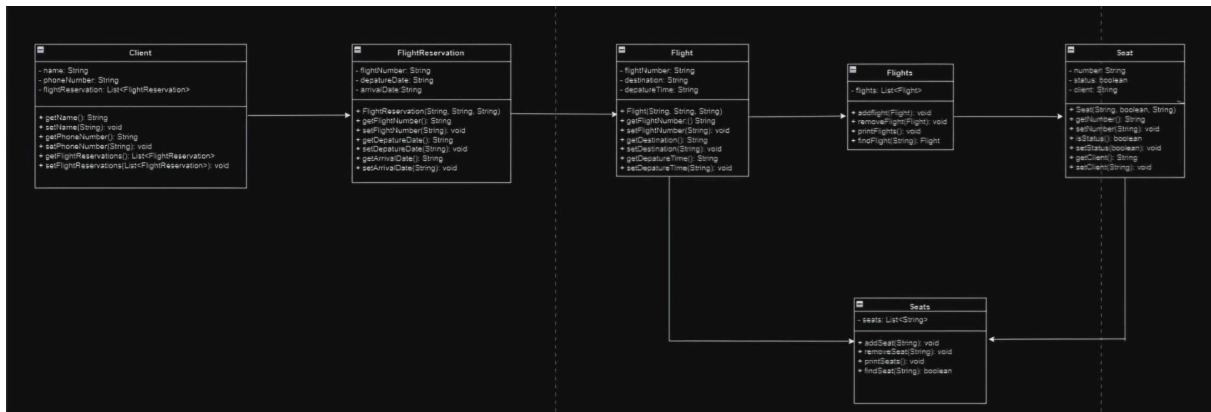 Client
- name: String
- phoneNumber: String
- flightReservation: List<FlightReservation>
+ getName(): String
+ setName(String): void
+ getPhoneNumber(): String
+ setPhoneNumber(String): void
+ getFlightReservations(): List<FlightReservation>
+ setFlightReservations(List<FlightReservation>): void
FlightReservation
- flightNumber: String
- depatureDate: String
- arrivalDate:String
+ FlightReservation(String, String, String)
+ getFlightNumber(): String
+ setFlightNumber(String): void
+ getDepatureDate(): String
+ setDepatureDate(String): void
+ getArrivalDate(): String
+ setArrivalDate(String): void
Flight
- flightNumber: String
- destination: String
- depatureTime: String
+ Flight(String, String, String)
+ getFlightNumber(): String
+ setFlightNumber(String): void
+ getDestination(): String
+ setDestination(String): void
+ getDepatureTime(): String
+ setDepatureTime(String): void
Flights
- flights: List<Flight>
+ addflight(Flight): void
+ removeFlight(Flight): void
+ printFlights(): void
+ findFlight(String): Flight
Seat
- number: String
- status: boolean
- client: String
+ Seat(String, boolean, String)
+ getNumber(): String
+ setNumber(String): void
+ isStatus(): boolean
+ setStatus(boolean): void
+ getClient(): String
+ setClient(String): void
Seats
- seats: List<String>
+ addSeat(String): void
+ removeSeat(String): void
+ printSeats(): void
+ findSeat(String): boolean